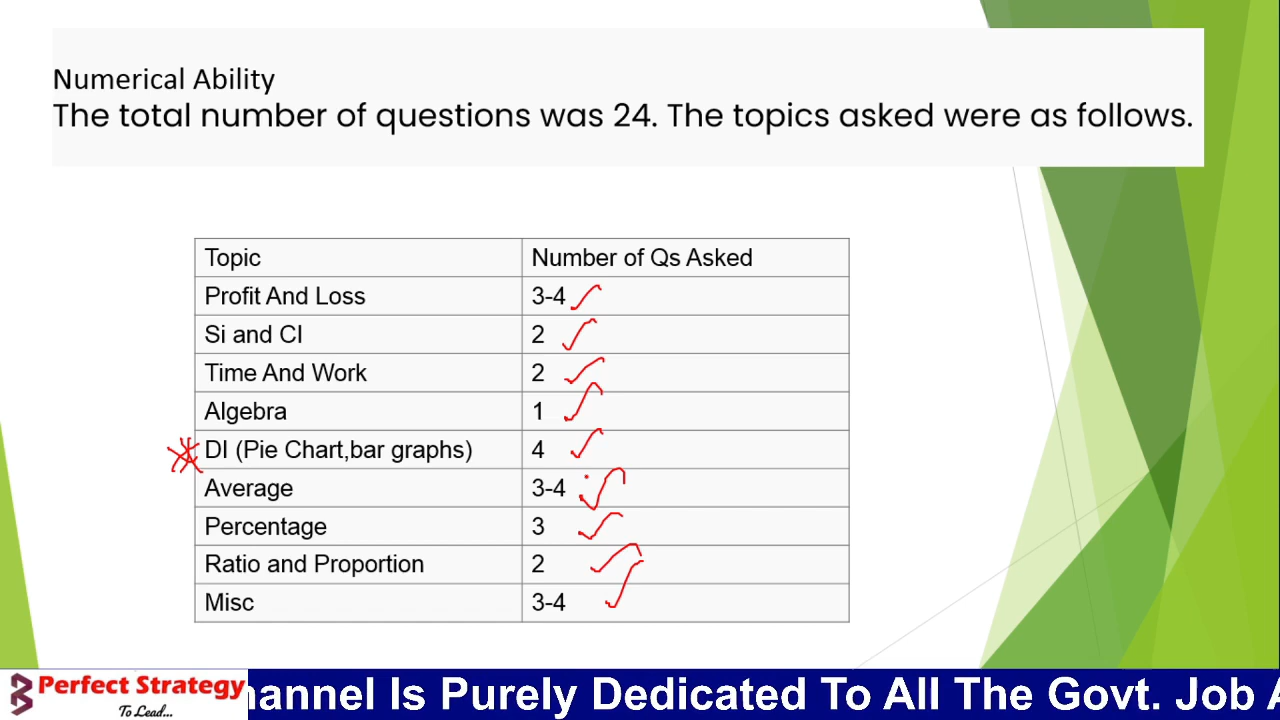 Numerical Ability
The total number of questions was 24. The topics asked were as follows.
Topic Number of Qs Asked
Profit And Loss 3-4
Si and CI 2
Time And Work 2
Algebra 1
DI (Pie Chart,bar graphs) 4
Average 3-4
Percentage 3
Ratio and Proportion 2
Misc 3-4
Perfect Strategy
To Lead...
Is Purely Dedicated To All The Govt. Job